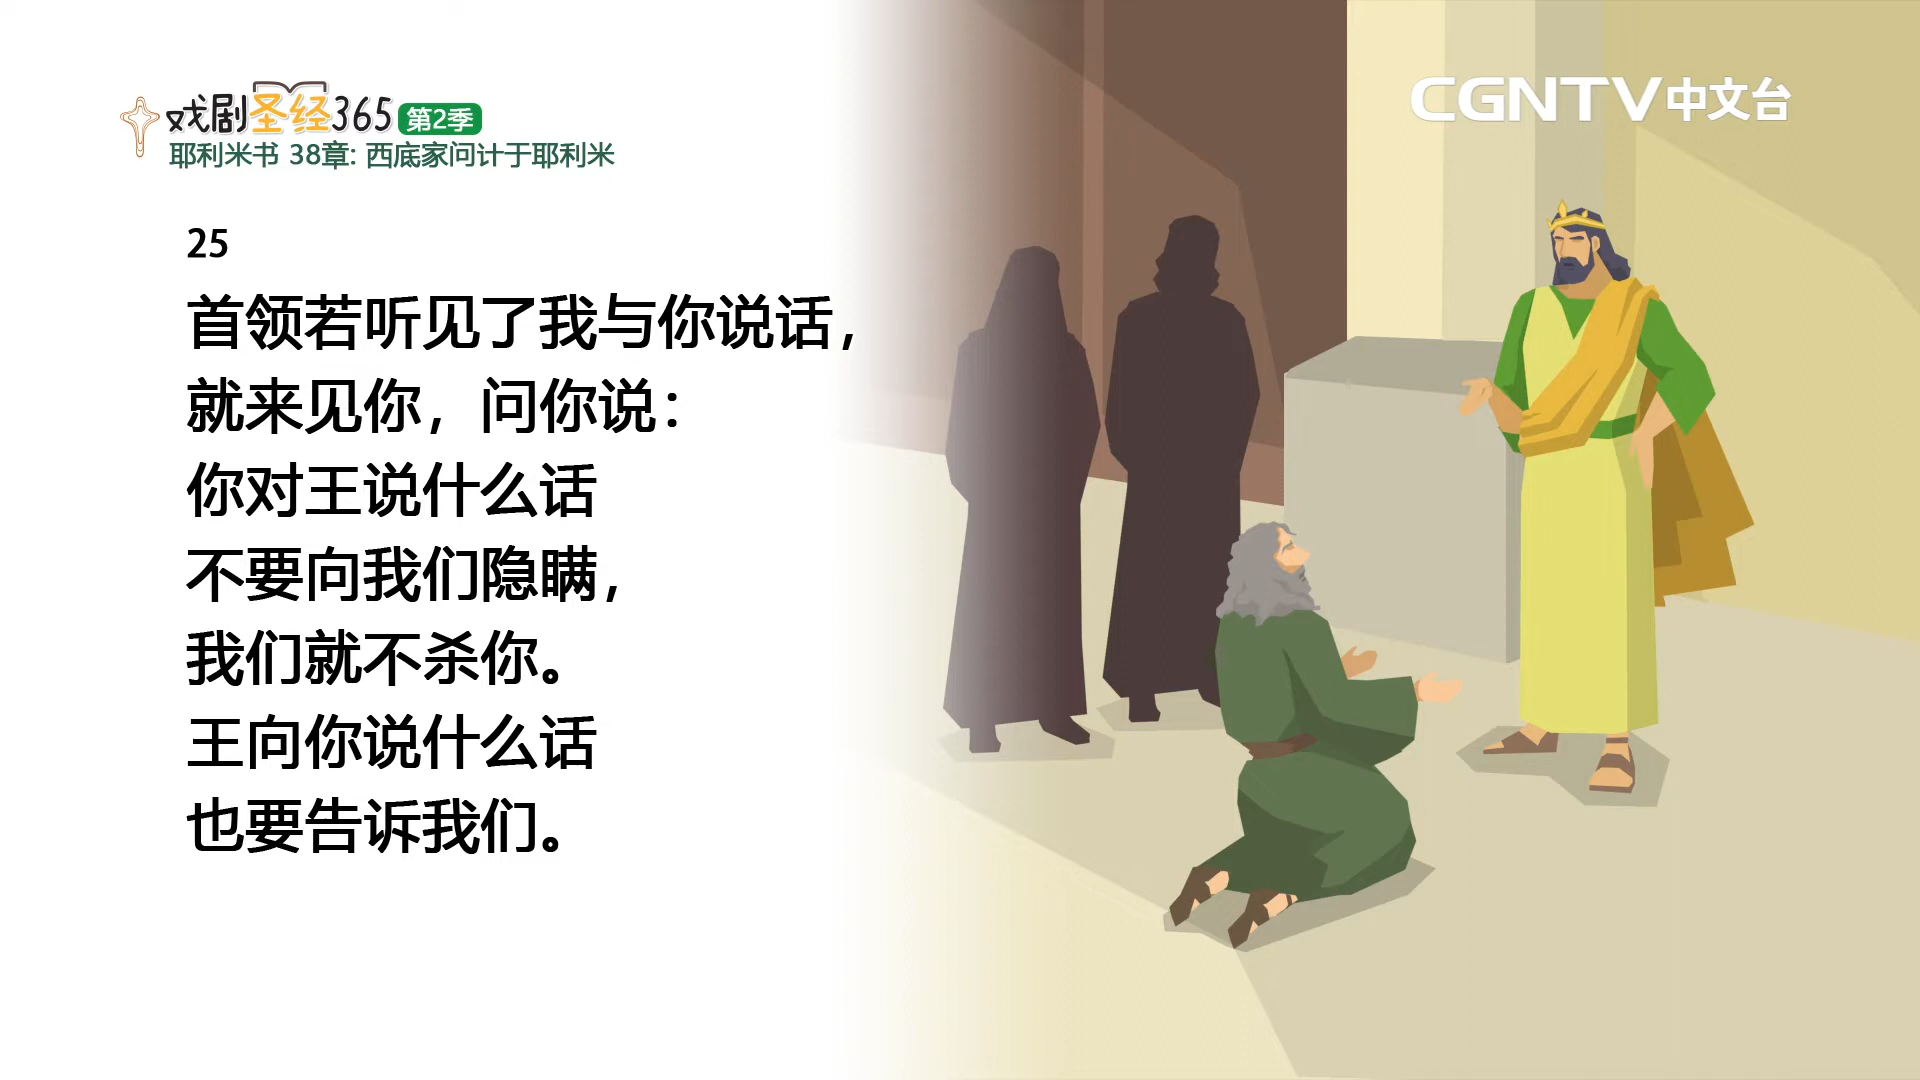 戏剧圣经365 第2季
耶利米书 38章: 西底家问计于耶利米
CGNTV中文台
25
首领若听见了我与你说话，
就来见你，问你说：
你对王说什么话
不要向我们隐瞒，
我们就不杀你。
王向你说什么话
也要告诉我们。